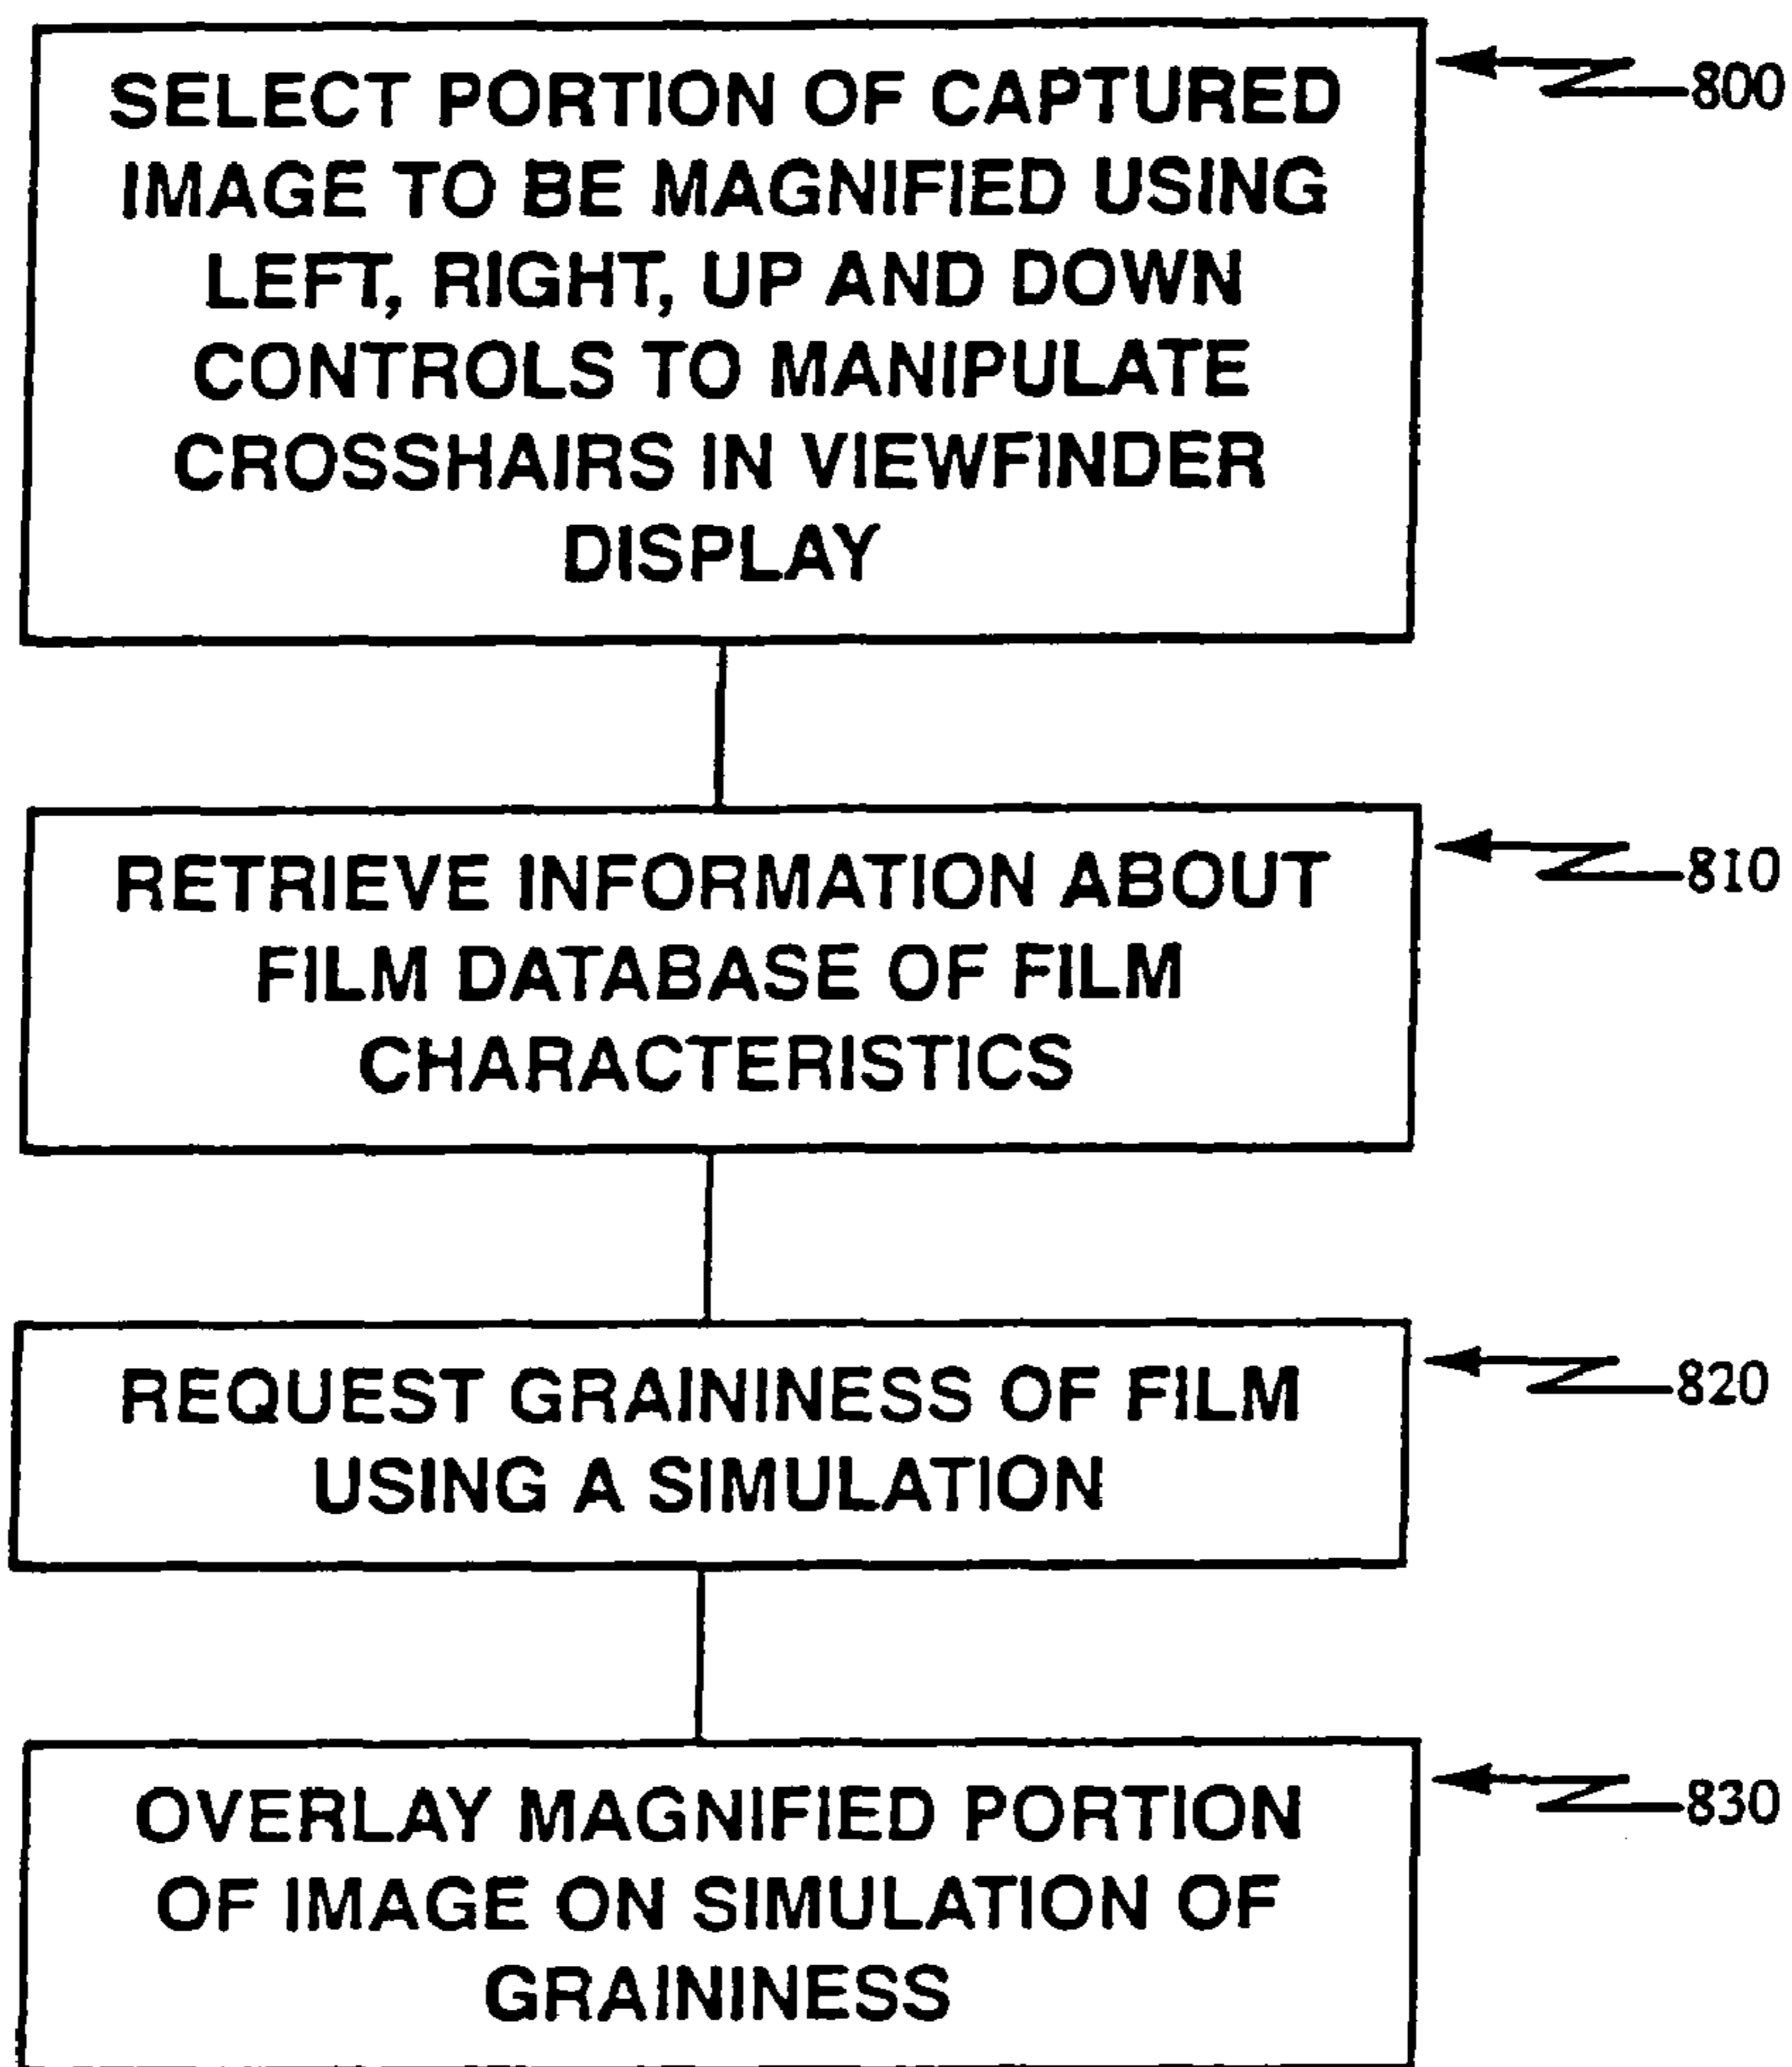 SELECT PORTION OF CAPTURED
IMAGE TO BE MAGNIFIED USING
LEFT, RIGHT, UP AND DOWN
CONTROLS TO MANIPULATE
CROSSHAIRS IN VIEWFINDER
DISPLAY
800
RETRIEVE INFORMATION ABOUT
FILM DATABASE OF FILM
CHARACTERISTICS
810
REQUEST GRAININESS OF FILM
USING A SIMULATION
820
OVERLAY MAGNIFIED PORTION
OF IMAGE ON SIMULATION OF
GRAININESS
830